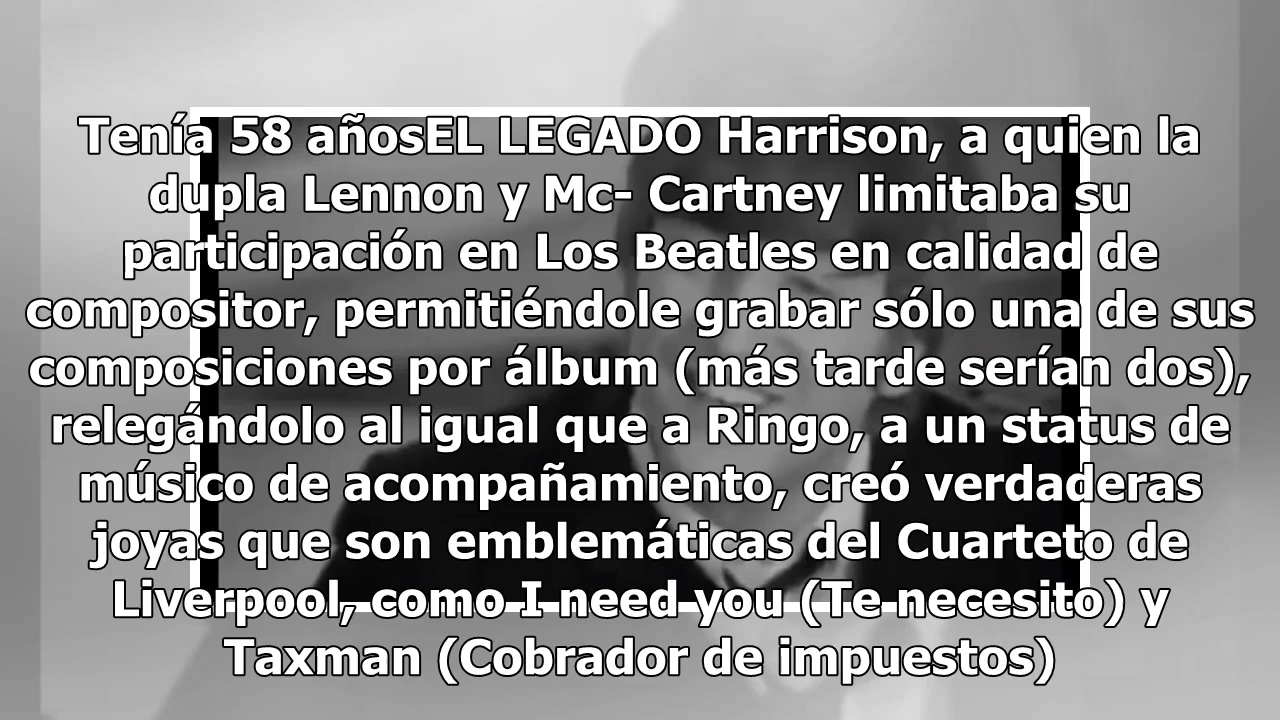 Tenía 58 añosEL LEGADO Harrison, a quien la
dupla Lennon y Mc- Cartney limitaba su
participación en Los Beatles en calidad de
compositor, permitiéndole grabar sólo una de sus
composiciones por álbum (más tarde serían dos),
relegándolo al igual que a Ringo, a un status de
músico de acompañamiento, creó verdaderas
joyas que son emblemáticas del Cuarteto de
Liverpool, como I need you (Te necesito) y
Taxman (Cobrador de impuestos)